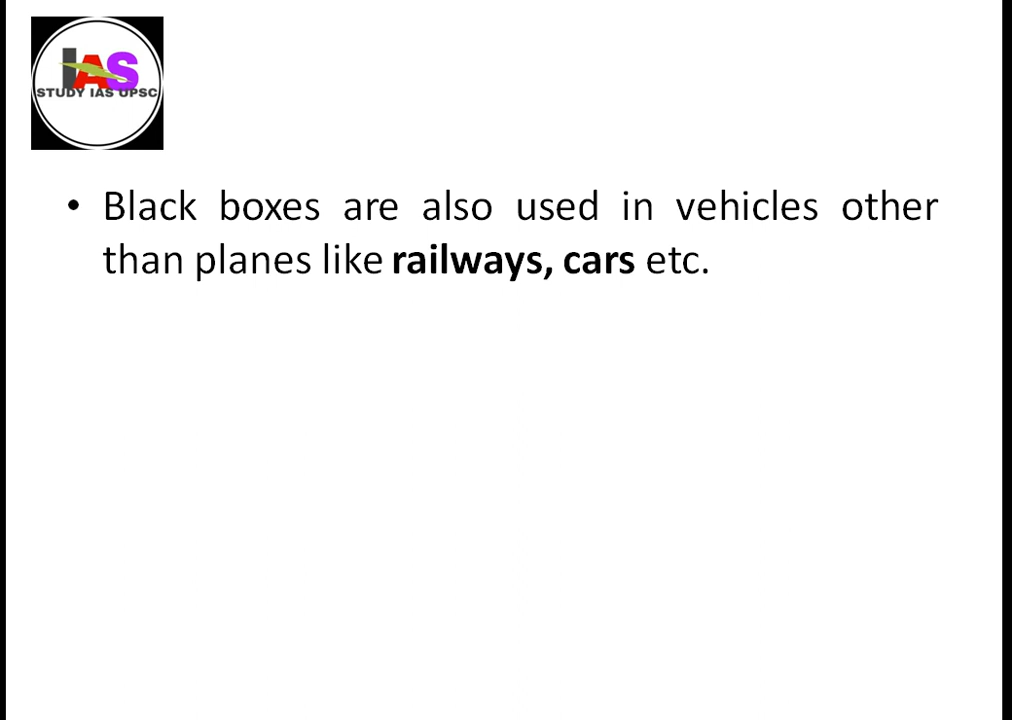 IAS
STUDY IAS UPSC
• Black boxes are also used in vehicles other
than planes like railways, cars etc.